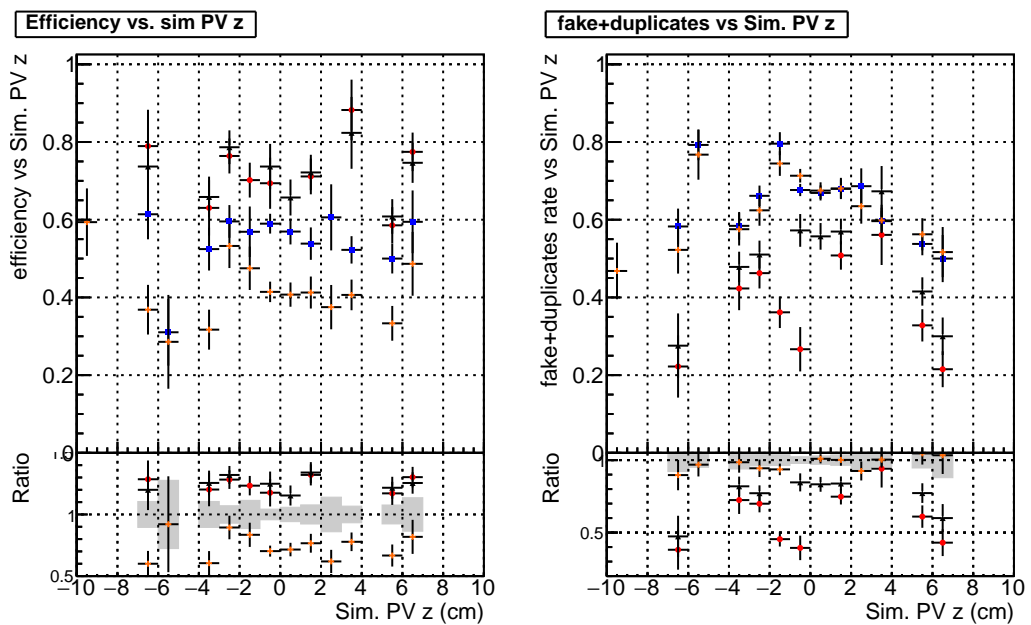 Efficiency vs. sim PV z
efficiency vs Sim. PV z
1
0.8
0.6
0.4
0.2
0
Ratio
1
0.5
−10 −8 −6 −4 −2 0 2 4 6 8 10
Sim. PV z (cm)
fake+duplicates vs Sim. PV z
fake+duplicates rate vs Sim. PV z
1
0.8
0.6
0.4
0.2
0
Ratio
0.5
−10 −8 −6 −4 −2 0 2 4 6 8 10
Sim. PV z (cm)